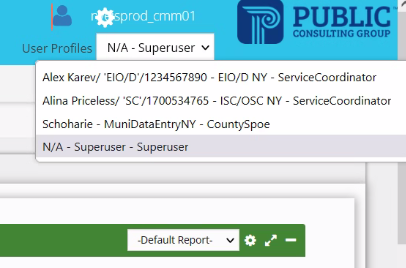 sprod_cmm01
PUBLIC
CONSULTING GROUP
User Profiles N/A - Superuser
Alex Karev/ 'EIO/D'/1234567890 - EIO/D NY - ServiceCoordinator
Alina Priceless/ 'SC'/1700534765 - ISC/OSC NY - ServiceCoordinator
Schoharie - MuniDataEntryNY - CountySpoe
N/A - Superuser - Superuser
-Default Report-